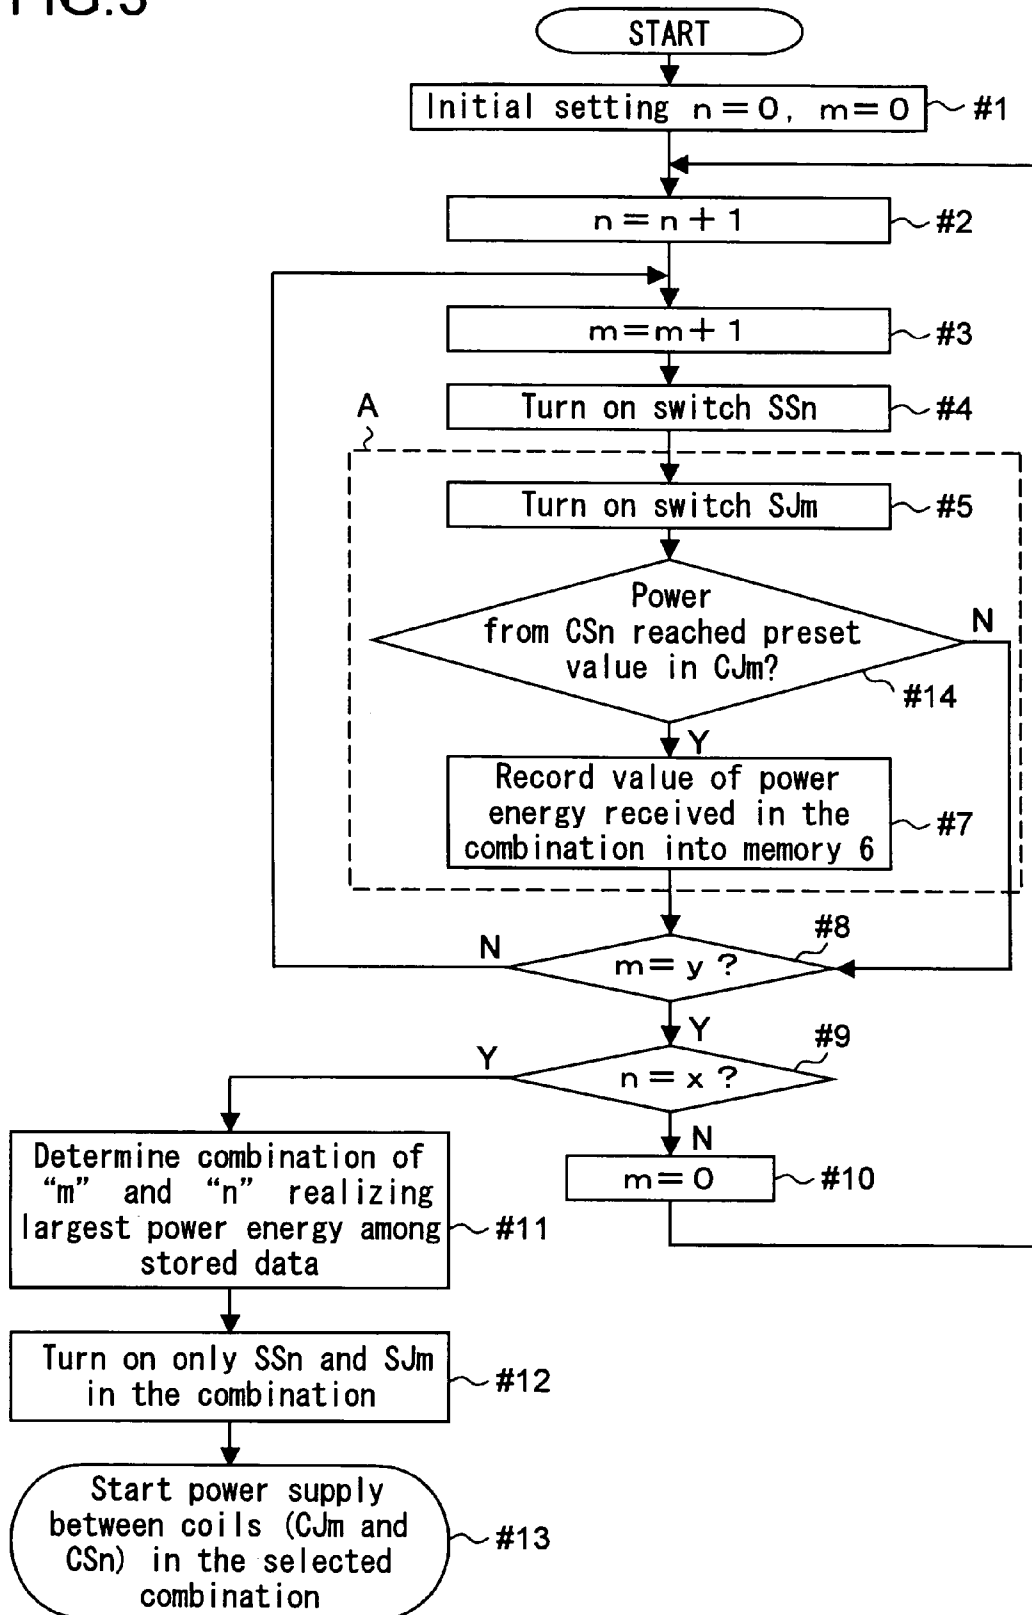 FIG.3
START
Initial setting n=0, m=0
#1
n=n+1
#2
m=m+1
#3
Turn on switch SSn
#4
A
Turn on switch SJm
#5
Power
from CSn reached preset
value in CJm?
N
#14
Y
Record value of power
energy received in the
combination into memory 6
#7
#8
N
m=y?
Y
#9
Y
n=x?
N
m=0
#10
Determine combination of
“m” and “n” realizing
largest power energy among
stored data
#11
Turn on only SSn and SJm
in the combination
#12
Start power supply
between coils (CJm and
CSn) in the selected
combination
#13